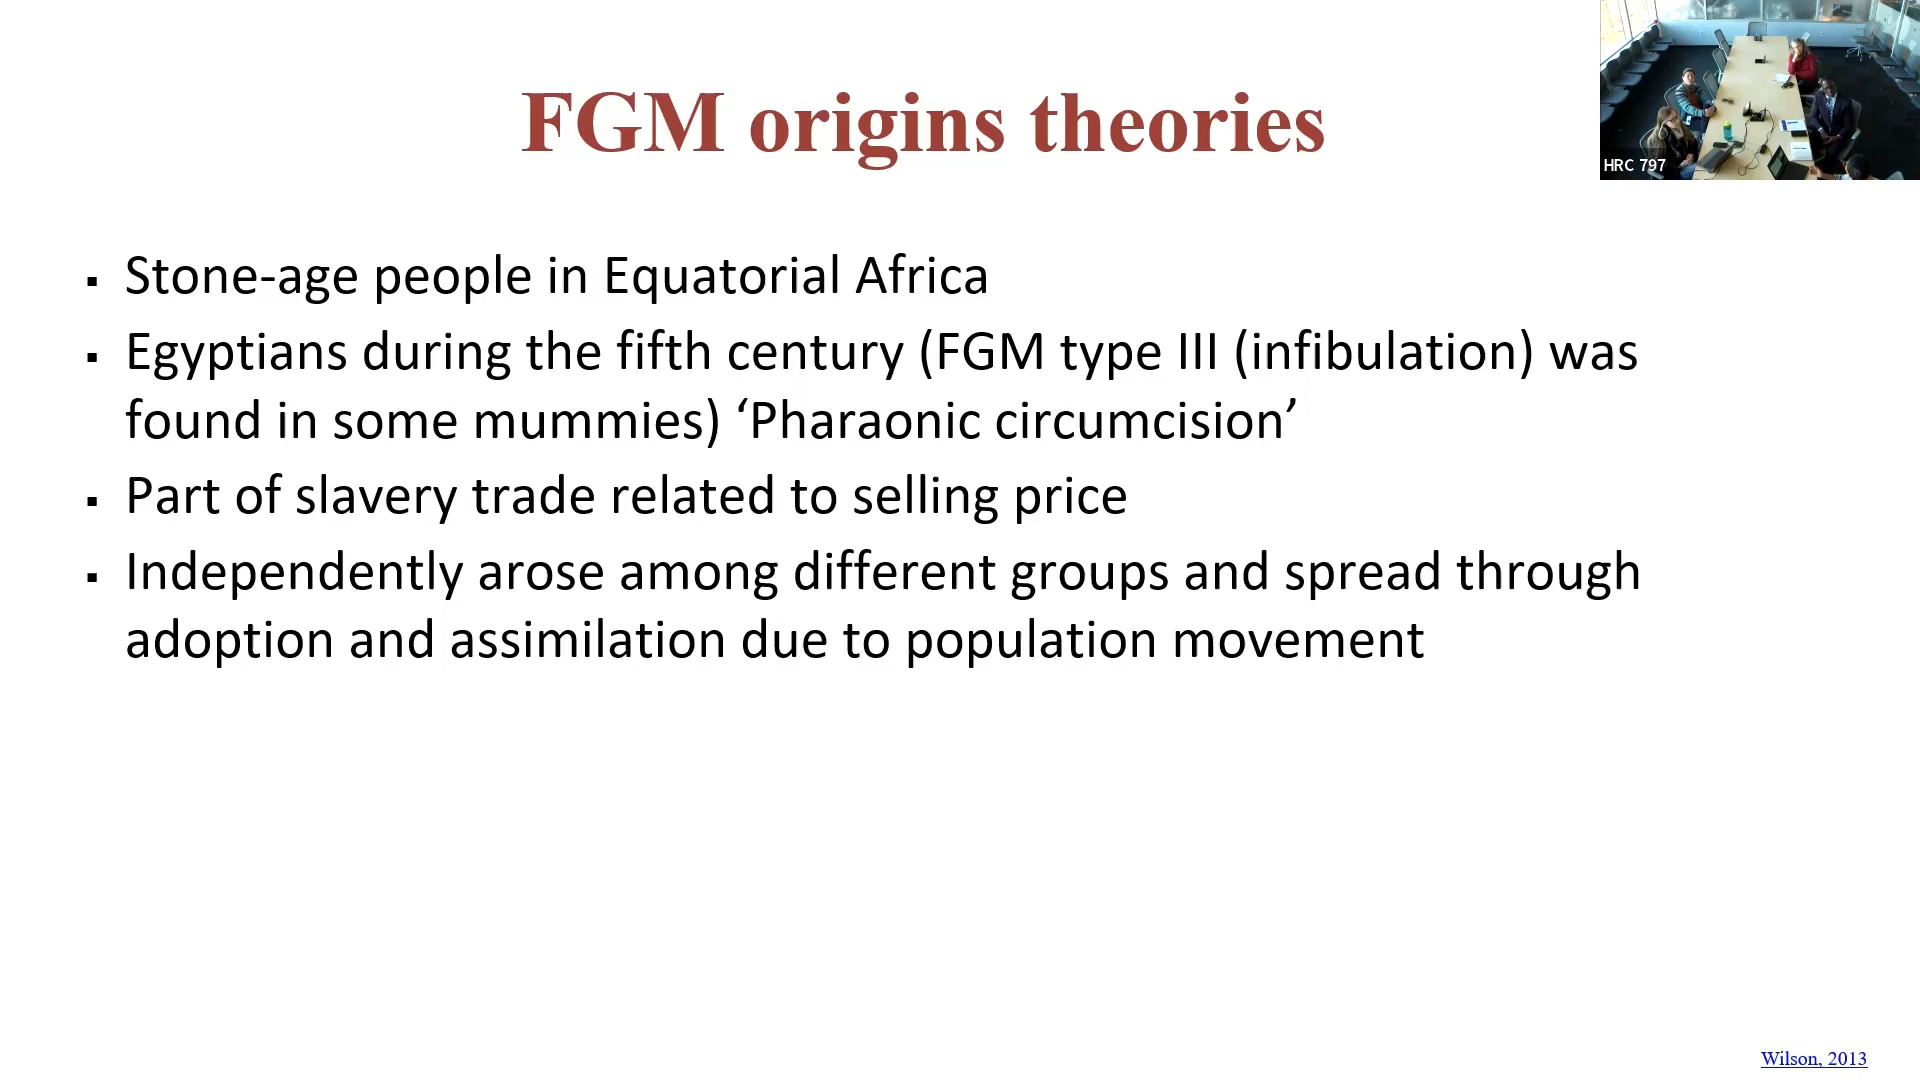 FGM origins theories
HRC 797
▪ Stone-age people in Equatorial Africa
▪ Egyptians during the fifth century (FGM type III (infibulation) was
found in some mummies) ‘Pharaonic circumcision’
▪ Part of slavery trade related to selling price
▪ Independently arose among different groups and spread through
adoption and assimilation due to population movement
Wilson, 2013